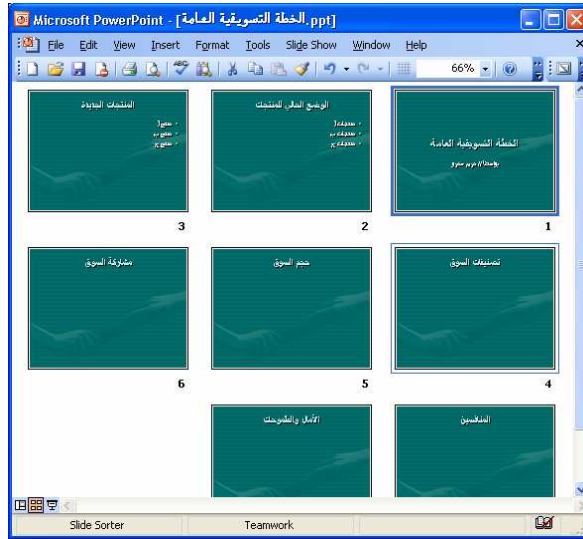 Microsoft PowerPoint - [الخطة التسويقية العامة.ppt]
File Edit View Insert Format Tools Slide Show Window Help
66%
الخطة التسويقية العامة
1
الوضع الحالي للمنتجات
2
المنتجات الجديدة
3
تصنيفات السوق
4
حجم السوق
5
مشاركة السوق
6
المنافسين
الآمال والطموحات
Slide Sorter Teamwork